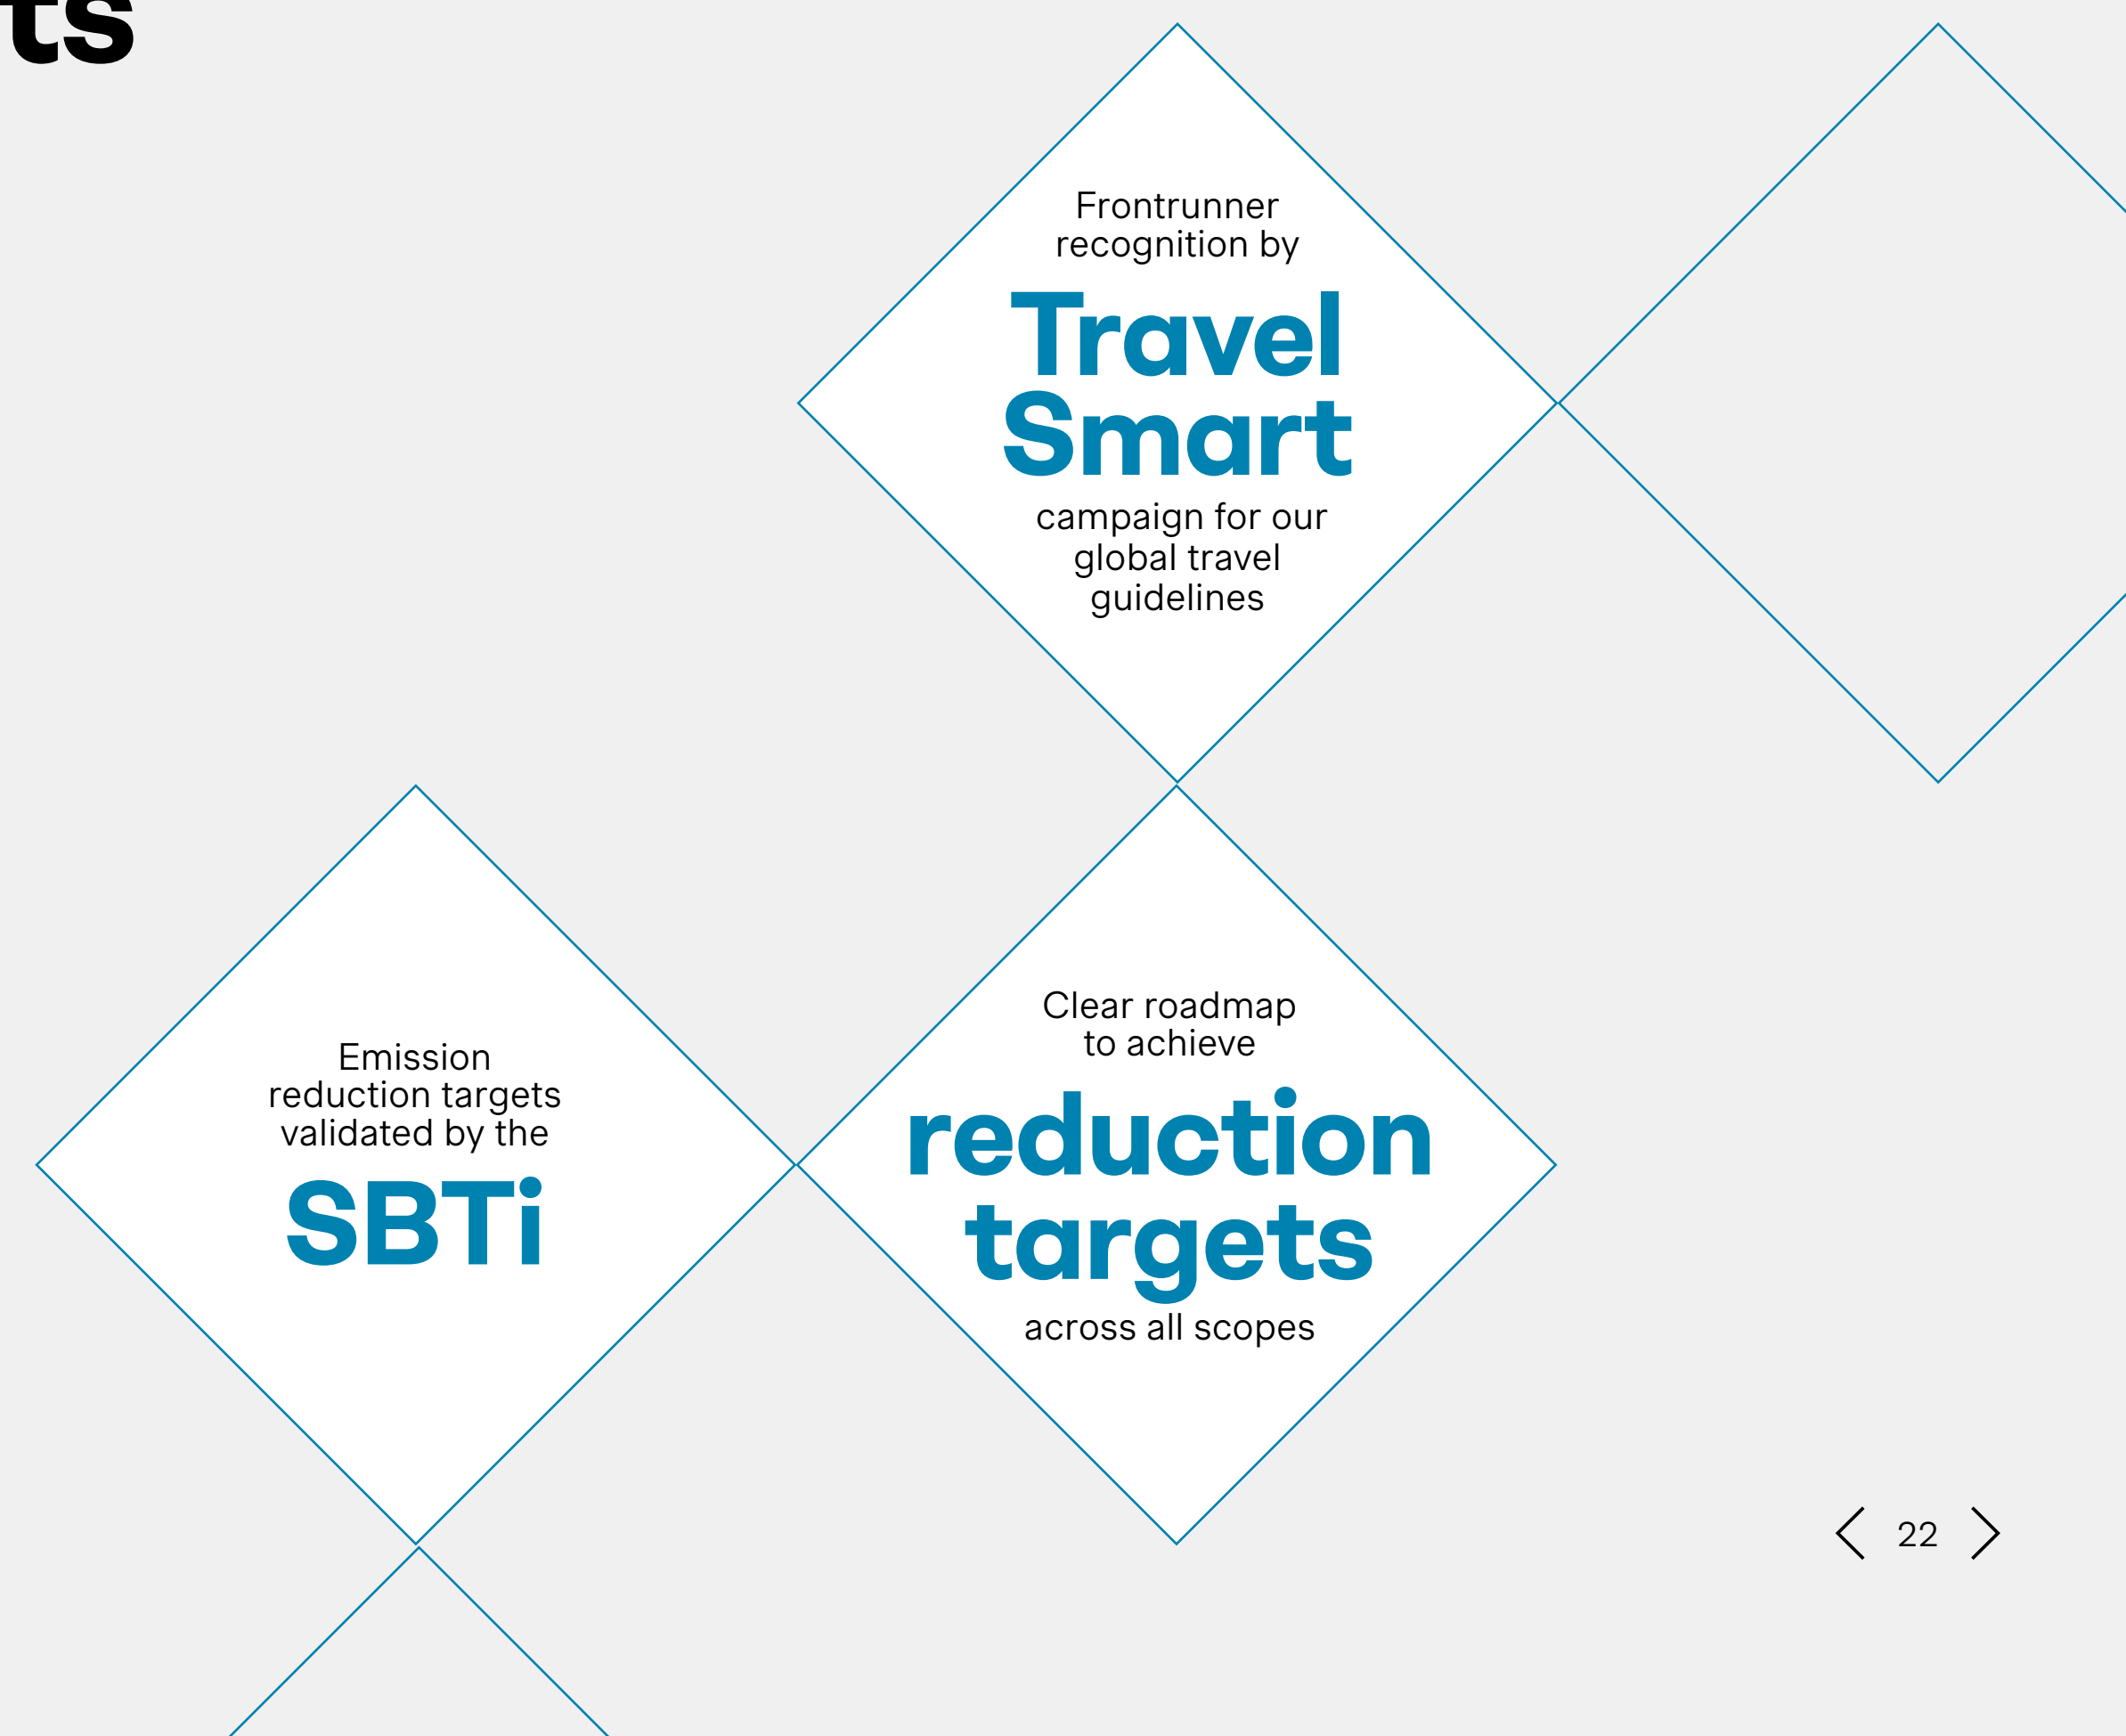 ts
Frontrunner
recognition by
Travel
Smart
campaign for our
global travel
guidelines
Emission
reduction targets
validated by the
SBTi
Clear roadmap
to achieve
reduction
targets
across all scopes
22